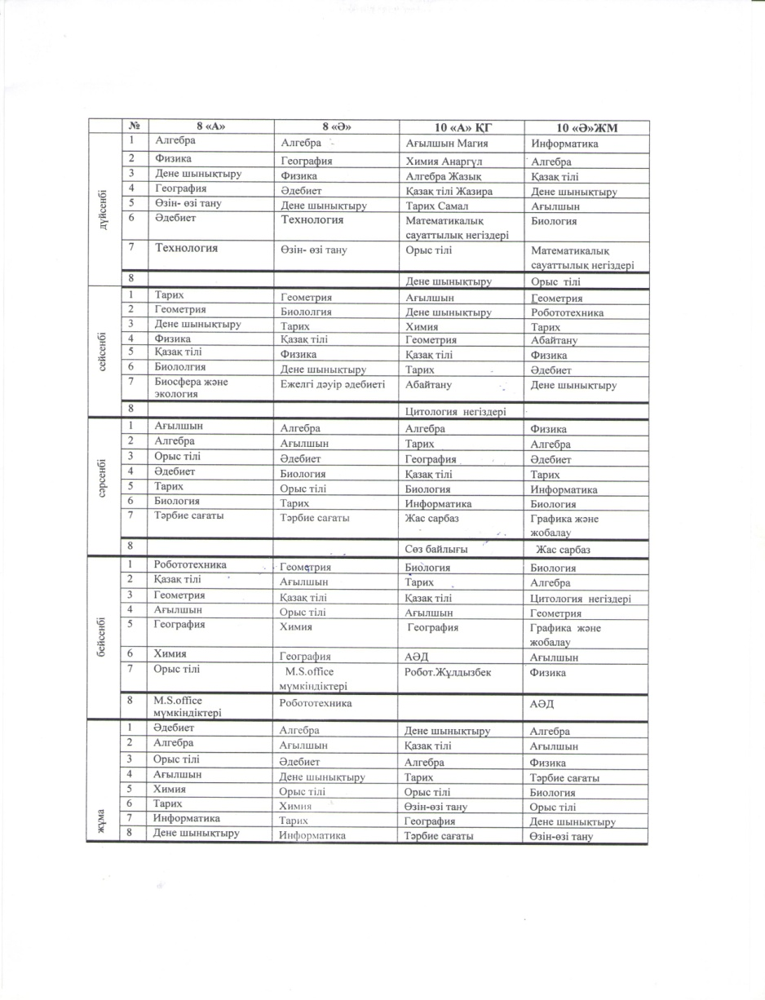 № 8 «А» 8 «Ә» 10 «А» ҚГ 10 «Ә»ЖМ
дүйсенбі
1 Алгебра Алгебра Ағылшын Магия Информатика
2 Физика География Химия Анаргүл Алгебра
3 Дене шынықтыру Физика Алгебра Жазық Қазақ тілі
4 География Әдебиет Қазақ тілі Жазира Дене шынықтыру
5 Өзін- өзі тану Дене шынықтыру Тарих Самал Ағылшын
6 Әдебиет Технология Математикалық Биология
сауаттылық негіздері
7 Технология Өзін- өзі тану Орыс тілі Математикалық
сауаттылық негіздері
8 Дене шынықтыру Орыс тілі
сейсенбі
1 Тарих Геометрия Ағылшын Геометрия
2 Геометрия Биололгия Дене шынықтыру Робототехника
3 Дене шынықтыру Тарих Химия Тарих
4 Физика Қазақ тілі Геометрия Абайтану
5 Қазақ тілі Физика Қазақ тілі Физика
6 Биололгия Дене шынықтыру Тарих Әдебиет
7 Биосфера және Ежелгі дәуір әдебиеті Абайтану Дене шынықтыру
экология
8 Цитология негіздері
сәрсенбі
1 Ағылшын Алгебра Алгебра Физика
2 Алгебра Ағылшын Тарих Алгебра
3 Орыс тілі Әдебиет География Әдебиет
4 Әдебиет Биология Қазақ тілі Тарих
5 Тарих Орыс тілі Биология Информатика
6 Биология Тарих Информатика Биология
7 Тәрбие сағаты Тәрбие сағаты Жас сарбаз Графика және
жобалау
8 Сөз байлығы Жас сарбаз
бейсенбі
1 Робототехника Геометрия Биология Биология
2 Қазақ тілі Ағылшын Тарих Алгебра
3 Геометрия Қазақ тілі Қазақ тілі Цитология негіздері
4 Ағылшын Орыс тілі Ағылшын Геометрия
5 География Химия География Графика және
жобалау
6 Химия География АӘД Ағылшын
7 Орыс тілі M.S.office Робот.Жұлдызбек Физика
мүмкіндіктері
8 M.S.office Робототехника АӘД
мүмкіндіктері
жұма
1 Әдебиет Алгебра Дене шыныктыру Алгебра
2 Алгебра Ағылшын Қазақ тілі Ағылшын
3 Орыс тілі Әдебиет Алгебра Физика
4 Ағылшын Дене шынықтыру Тарих Тәрбие сағаты
5 Химия Орыс тілі Орыс тілі Биология
6 Тарих Химия Өзін-өзі тану Орыс тілі
7 Информатика Тарих География Дене шынықтыру
8 Дене шынықтыру Информатика Тәрбие сағаты Өзін-өзі тану